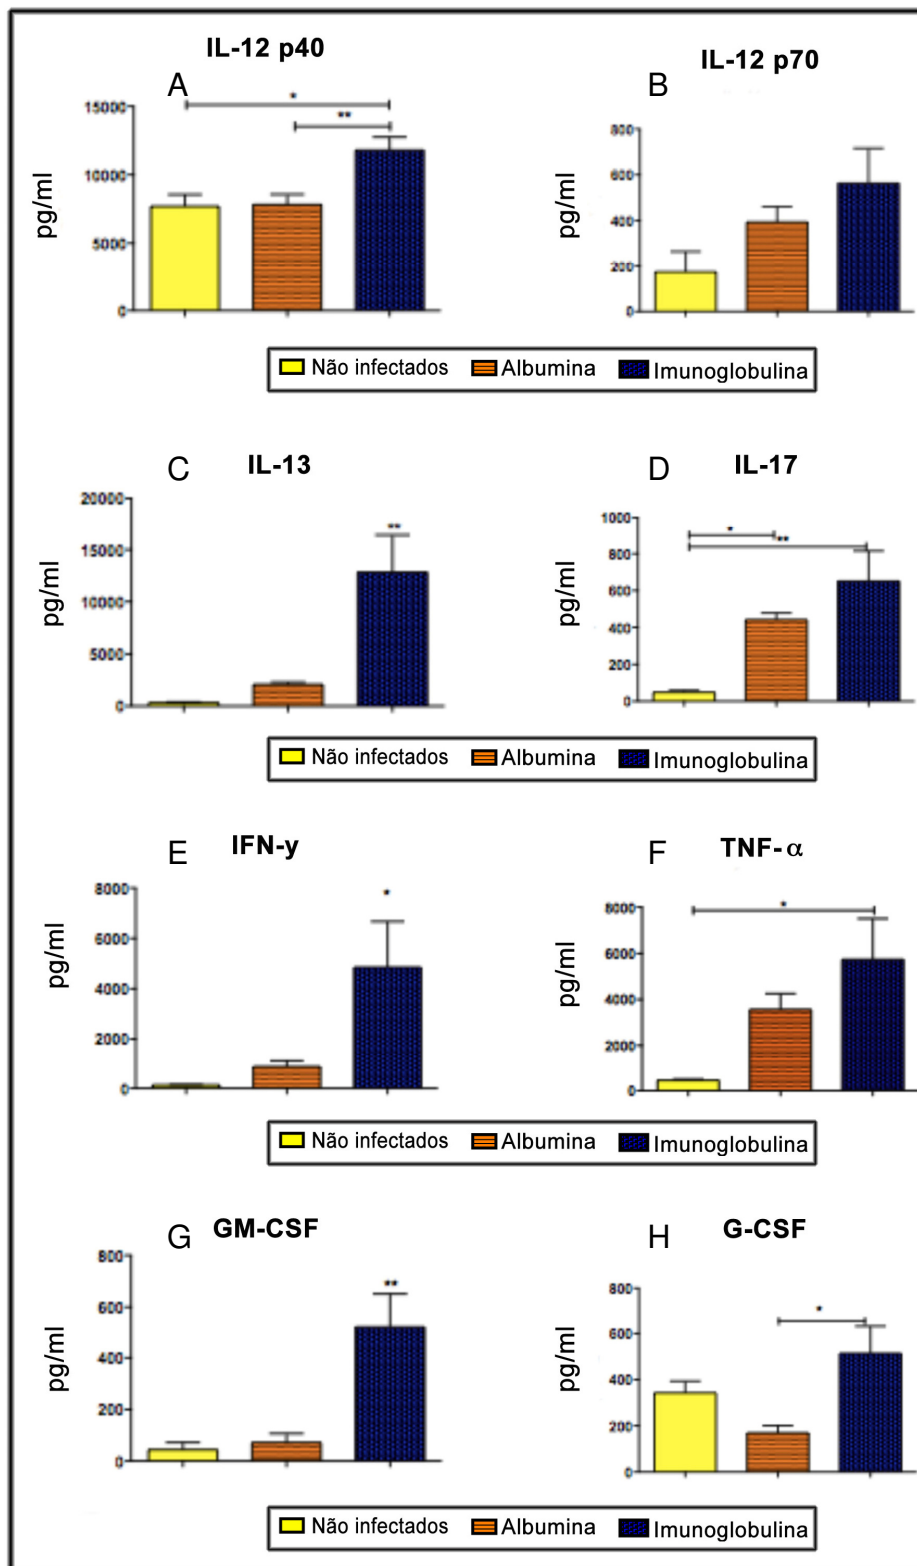 IL-12 p40
A
pg/ml
15000
10000
5000
0
*
**
IL-12 p70
B
pg/ml
800
600
400
200
0
Não infectados Albumina Imunoglobulina
C IL-13
pg/ml
20000
15000
10000
5000
0
**
D IL-17
pg/ml
1000
800
600
400
200
0
*
**
Não infectados Albumina Imunoglobulina
E IFN-y
pg/ml
8000
6000
4000
2000
0
*
F TNF-α
pg/ml
8000
6000
4000
2000
0
*
Não infectados Albumina Imunoglobulina
G GM-CSF
pg/ml
800
600
400
200
0
**
H G-CSF
pg/ml
800
600
400
200
0
*
Não infectados Albumina Imunoglobulina